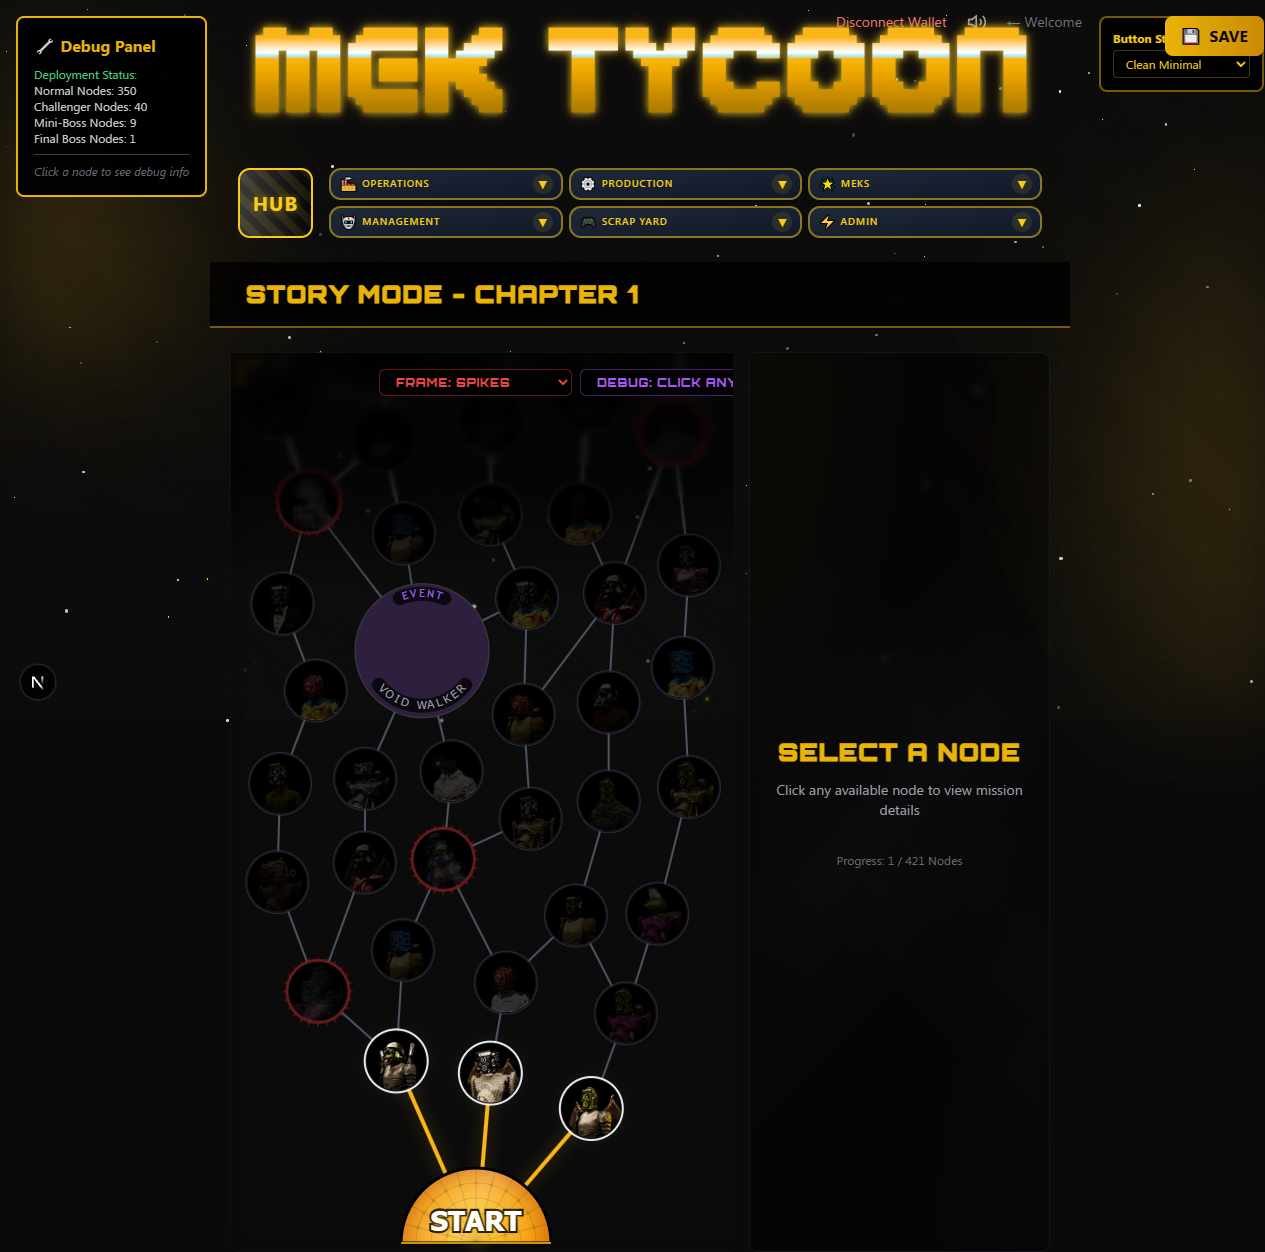 Debug Panel
Deployment Status:
Normal Nodes: 350
Challenger Nodes: 40
Mini-Boss Nodes: 9
Final Boss Nodes: 1
Click a node to see debug info
MEK TYCOON
Disconnect Wallet
← Welcome
Button St
SAVE
Clean Minimal
HUB
OPERATIONS
PRODUCTION
MEKS
MANAGEMENT
SCRAP YARD
ADMIN
STORY MODE - CHAPTER 1
FRAME: SPIKES
DEBUG: CLICK ANY
EVENT
VOID WALKER
START
SELECT A NODE
Click any available node to view mission
details
Progress: 1 / 421 Nodes
N